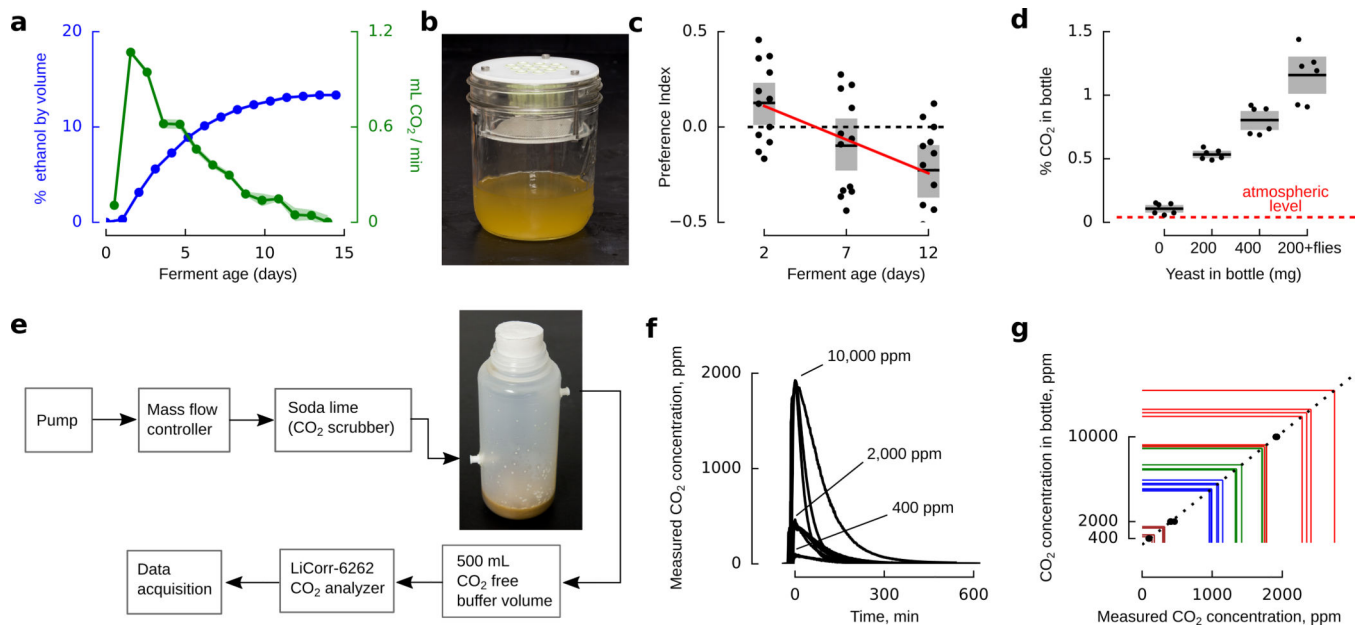 a
20
10
0
% ethanol by volume
1.2
0.6
0
mL CO₂ / min
0
5
10
15
Ferment age (days)
b
c
0.5
0.0
−0.5
Preference Index
2
7
12
Ferment age (days)
d
1.5
1
0.5
0
% CO₂ in bottle
atmospheric
level
0
200
400
200+flies
Yeast in bottle (mg)
e
Pump
Mass flow
controller
Soda lime
(CO₂ scrubber)
500 mL
CO₂ free
buffer volume
LiCorr-6262
CO₂ analyzer
Data
acquisition
f
2000
1000
0
Measured CO₂ concentration, ppm
10,000 ppm
2,000 ppm
400 ppm
0
300
600
Time, min
g
10000
2000
400
CO₂ concentration in bottle, ppm
0
1000
2000
Measured CO₂ concentration, ppm